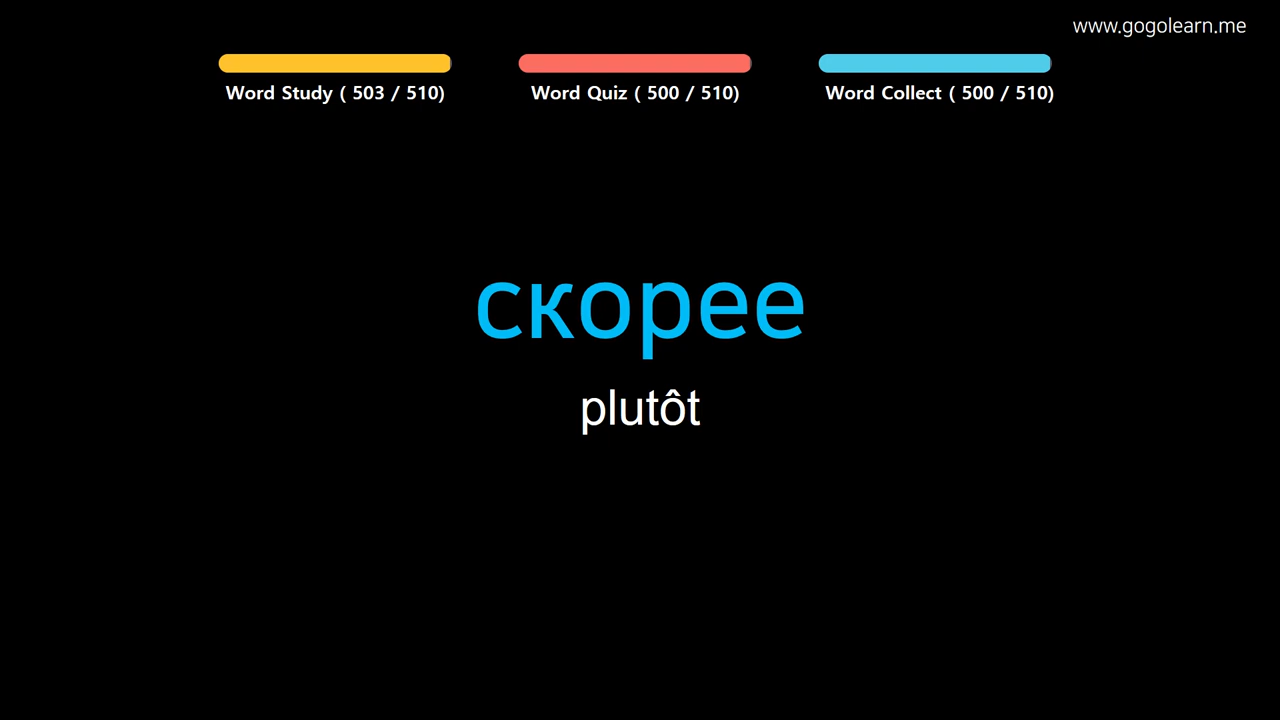 www.gogolearn.me
Word Study ( 503 / 510)
Word Quiz ( 500 / 510)
Word Collect ( 500 / 510)
скорее
plutôt